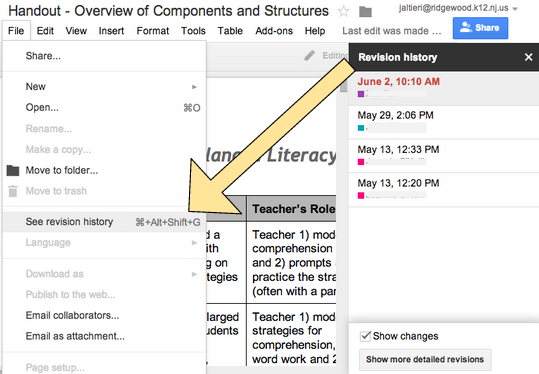 Handout - Overview of Components and Structures
jaltieri@ridgewood.k12.nj.us
File Edit View Insert Format Tools Table Add-ons Help Last edit was made ...
Share
Share...
New
Open... ⌘O
Rename...
Make a copy...
Move to folder...
Move to trash
See revision history ⌘+Alt+Shift+G
Language
Download as
Publish to the web...
Email collaborators...
Email as attachment...
Page setup...
Editing
Literacy
Teacher's Role
d a
Teacher 1) mod
ith
comprehension
g on
and 2) prompts
ategies
practice the stra
(often with a par
larged
Teacher 1) mod
udents
strategies for
comprehension,
word work and 2
Revision history
June 2, 10:10 AM
May 29, 2:06 PM
May 13, 12:33 PM
May 13, 12:20 PM
Show changes
Show more detailed revisions